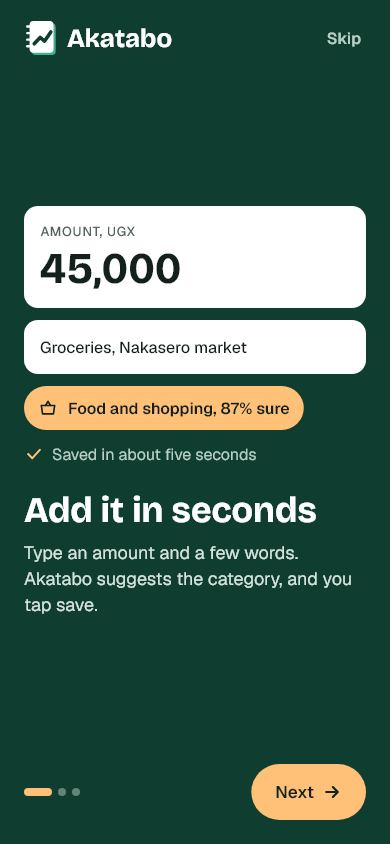 Akatabo
Skip
AMOUNT, UGX
45,000
Groceries, Nakasero market
Food and shopping, 87% sure
Saved in about five seconds
Add it in seconds
Type an amount and a few words.
Akatabo suggests the category, and you
tap save.
Next